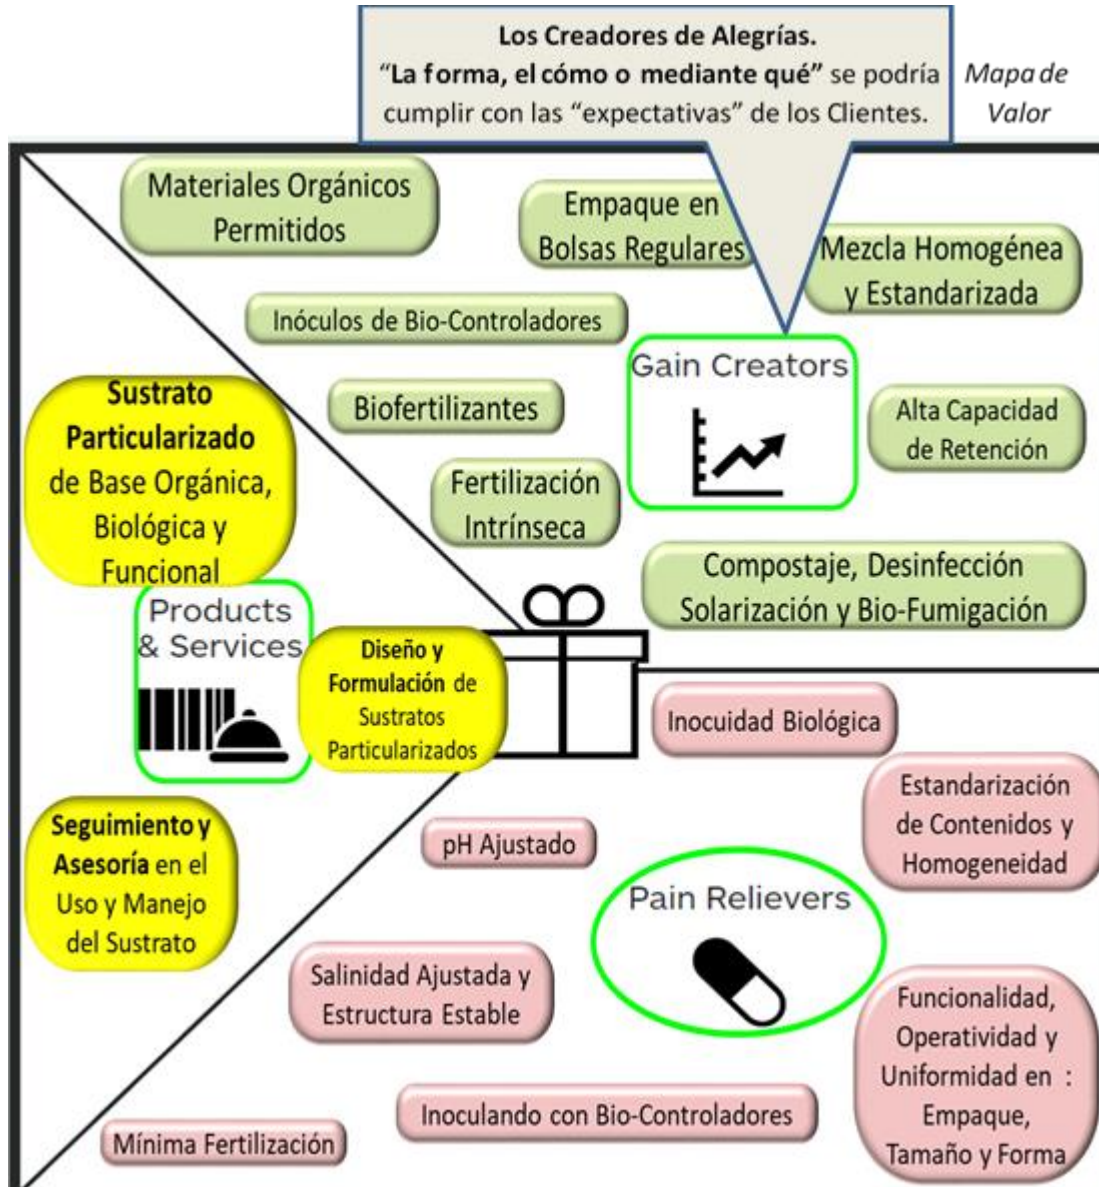 Los Creadores de Alegrías.
“La forma, el cómo o mediante qué” se podría
cumplir con las “expectativas” de los Clientes.
Mapa de
Valor
Materiales Orgánicos
Permitidos
Empaque en
Bolsas Regulares
Mezcla Homogénea
y Estandarizada
Inóculos de Bio-Controladores
Gain Creators
Biofertilizantes
Alta Capacidad
de Retención
Fertilización
Intrínseca
Compostaje, Desinfección
Solarización y Bio-Fumigación
Sustrato
Particularizado
de Base Orgánica,
Biológica y
Funcional
Products
& Services
Diseño y
Formulación de
Sustratos
Particularizados
Seguimiento y
Asesoría en el
Uso y Manejo
del Sustrato
Inocuidad Biológica
Estandarización
de Contenidos y
Homogeneidad
pH Ajustado
Pain Relievers
Salinidad Ajustada y
Estructura Estable
Funcionalidad,
Operatividad y
Uniformidad en :
Empaque,
Tamaño y Forma
Inoculando con Bio-Controladores
Mínima Fertilización